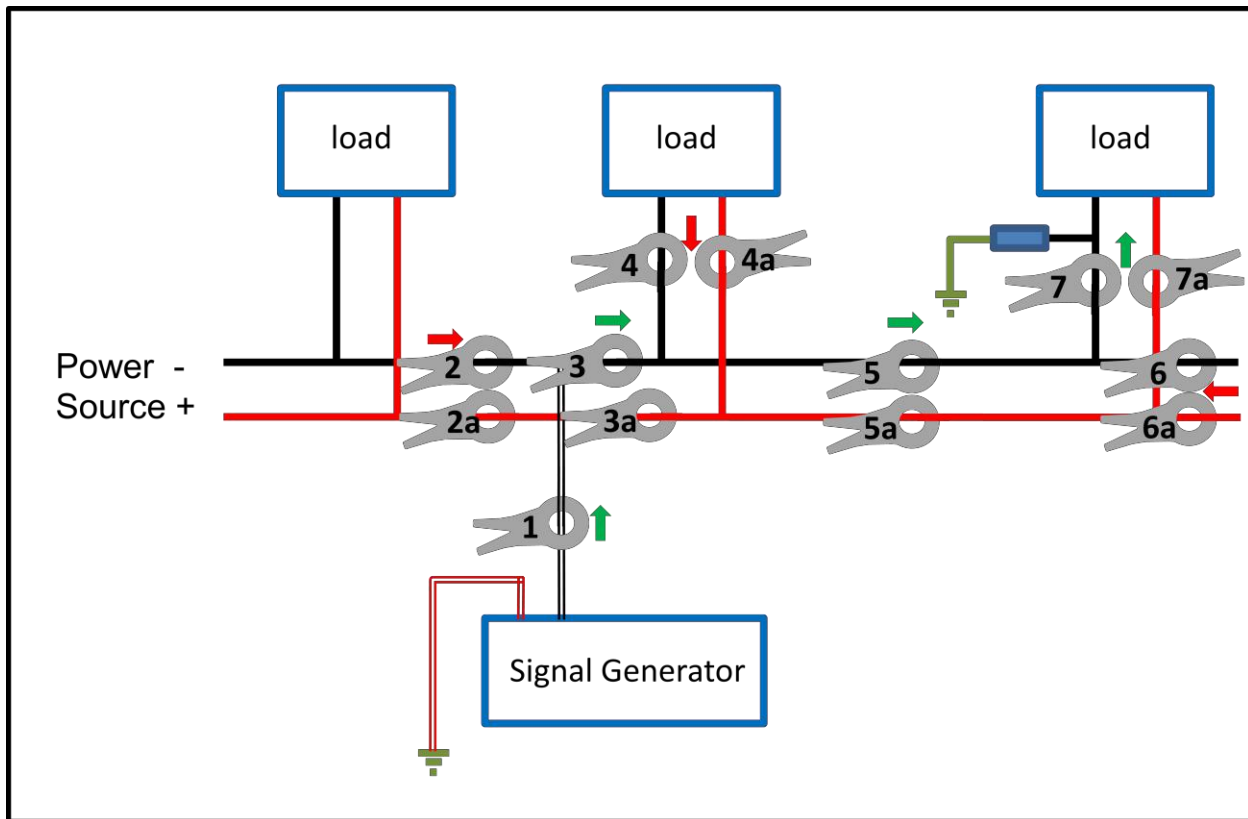 load
load
load
4
4a
7
7a
Power -
Source +
2
3
5
6
2a
3a
5a
6a
1
Signal Generator